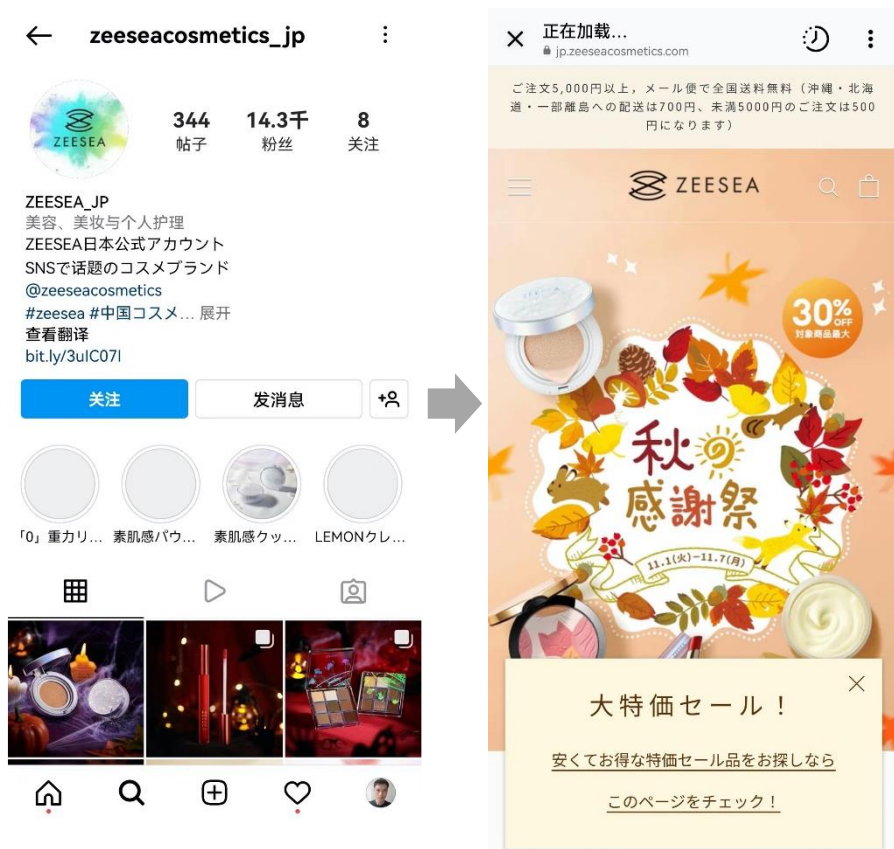 zeeseacosmetics_jp
ZEESEA
344
14.3千
8
帖子
粉丝
关注
ZEESEA_JP
美容、美妆与个人护理
ZEESEA日本公式アカウント
SNSで话题のコスメブランド
@zeeseacosmetics
#zeesea #中国コスメ... 展开
查看翻译
bit.ly/3ulC07l
关注
发消息
「0」重力リ...
素肌感パウ...
素肌感クッ...
LEMONクレ...
正在加载...
jp.zeeseacosmetics.com
ご注文5,000円以上，メール便で全国送料無料（沖縄・北海
道・一部離島への配送は700円、未満5000円のご注文は500
円になります）
ZEESEA
ZEESEA
30%
OFF
対象商品最大
秋の
感謝祭
11.1(火)-11.7(月)
大特価セール！
安くてお得な特価セール品をお探しなら
このページをチェック！